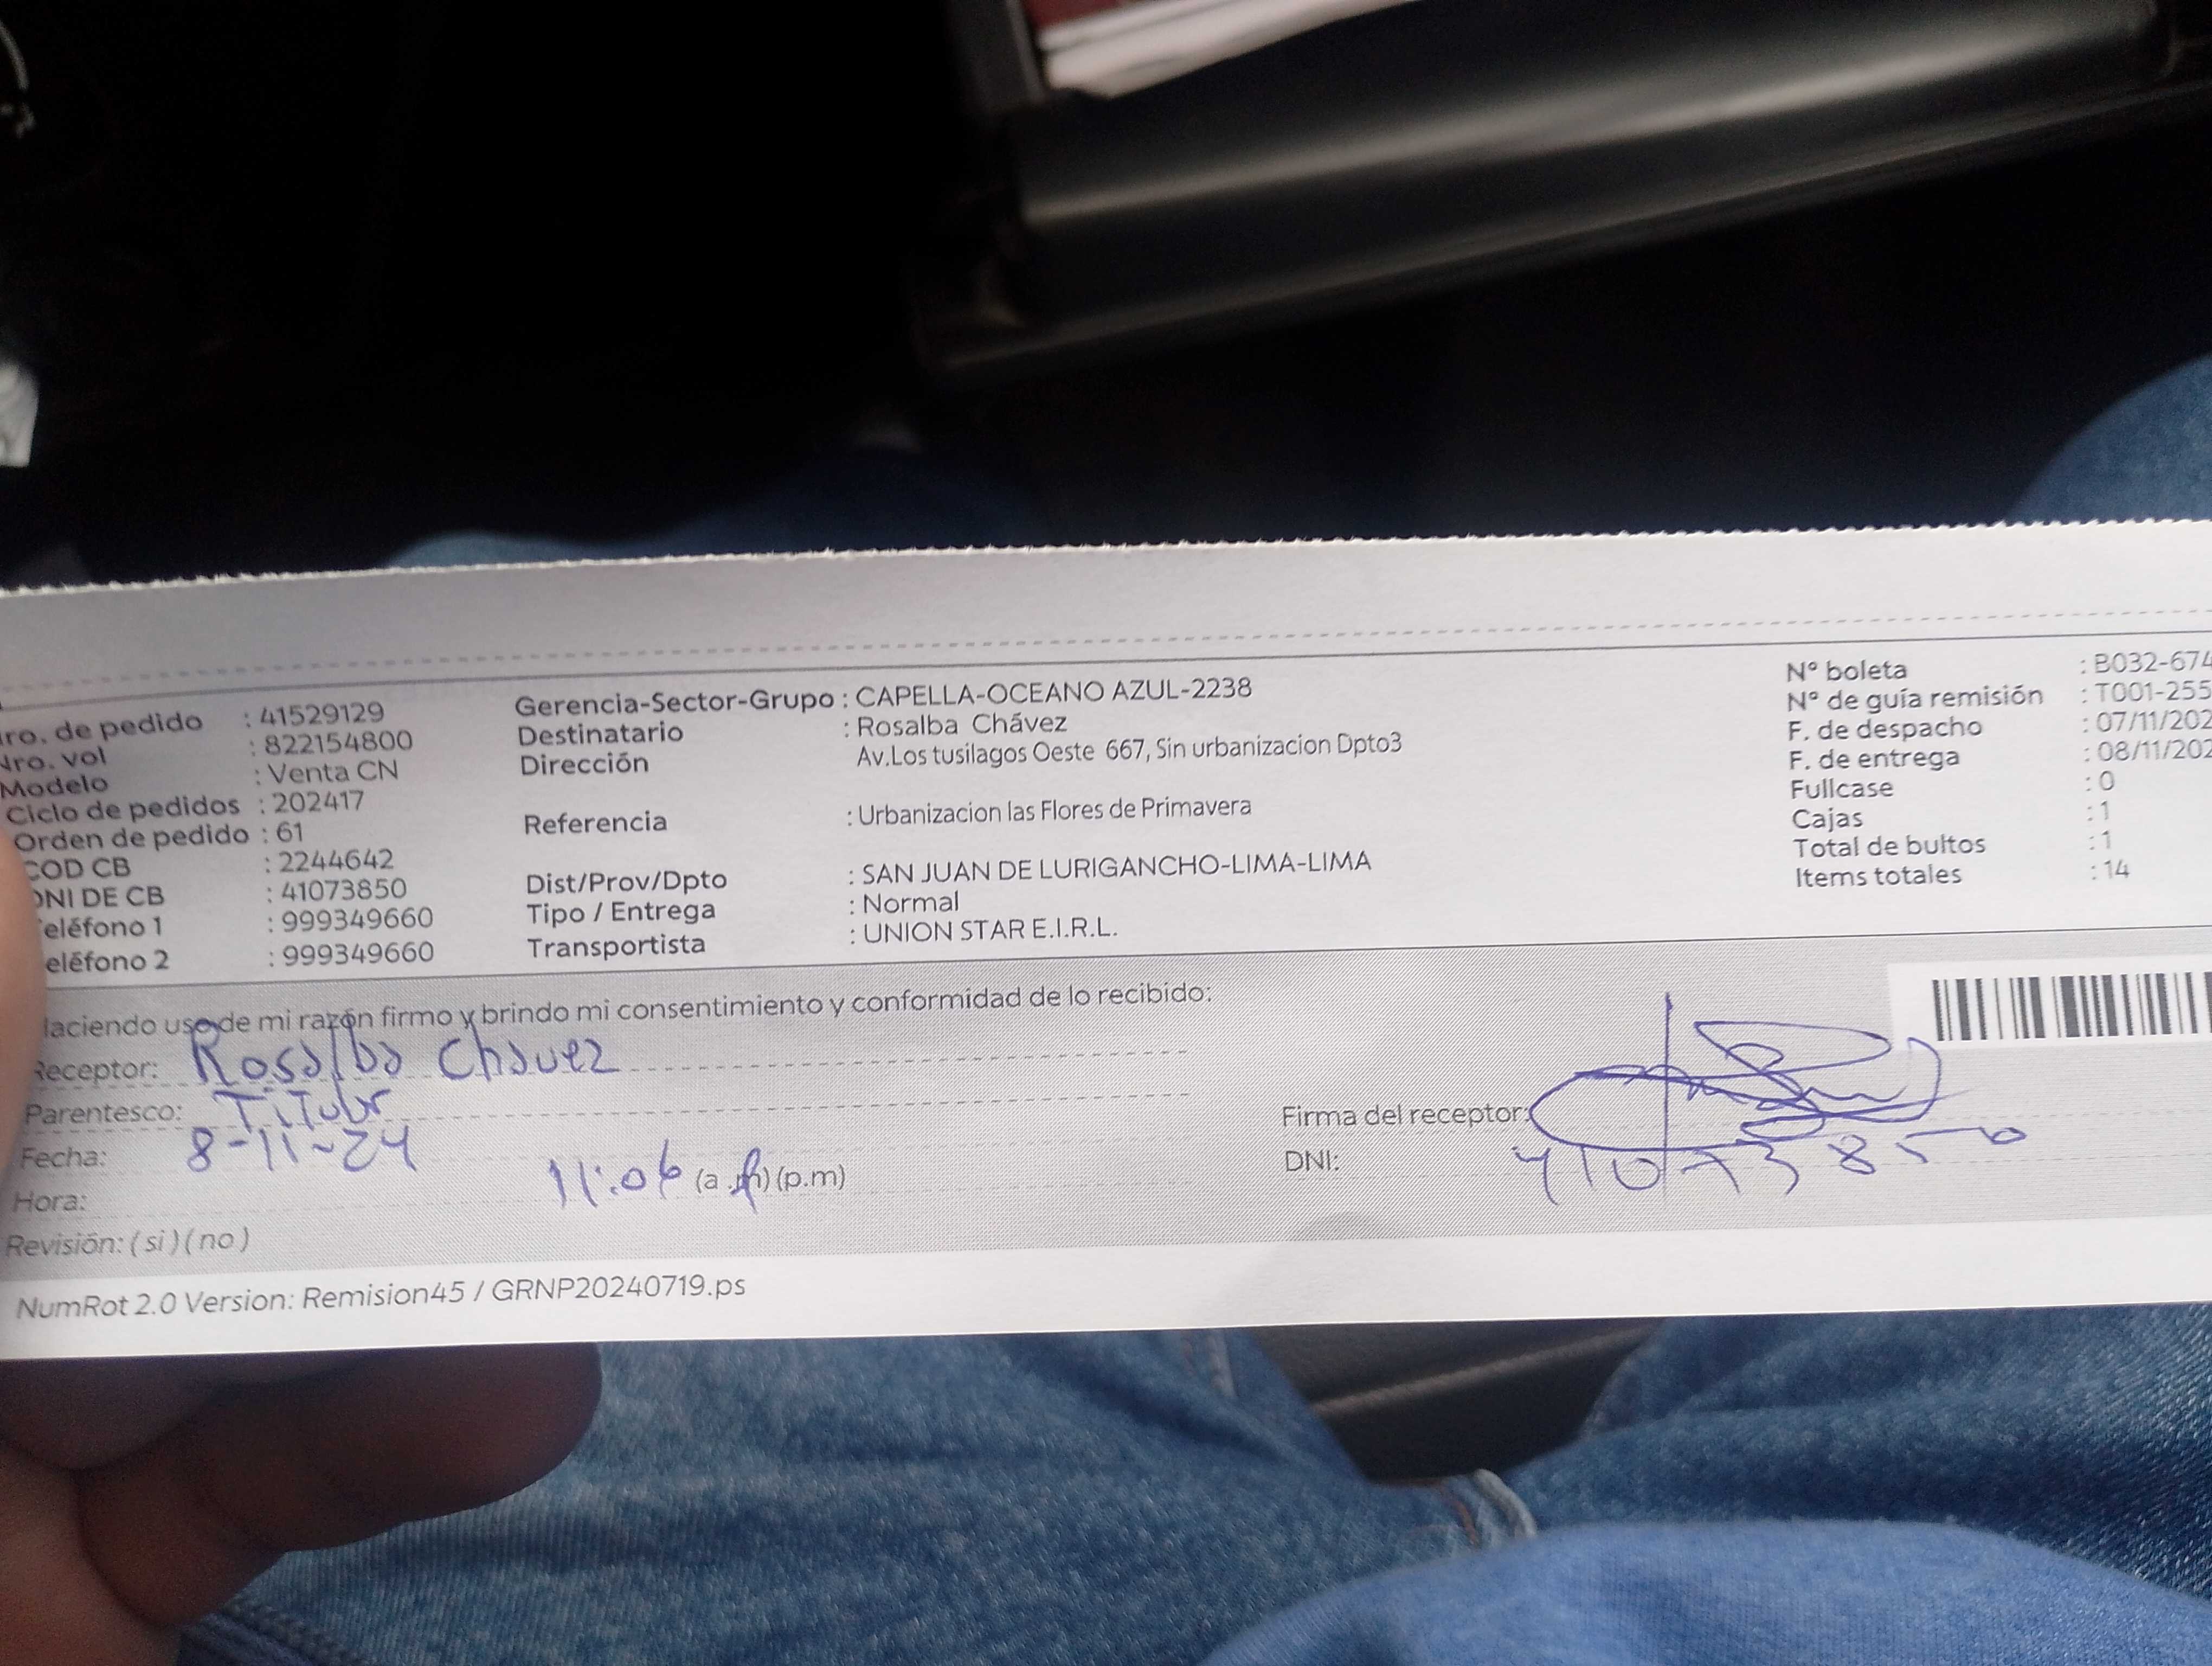 ro. de pedido : 41529129
Nro. vol : 822154800
Modelo : Venta CN
Ciclo de pedidos : 202417
Orden de pedido : 61
COD CB : 2244642
DNI DE CB : 41073850
eléfono 1 : 999349660
eléfono 2 : 999349660
Gerencia-Sector-Grupo : CAPELLA-OCEANO AZUL-2238
Destinatario : Rosalba Chávez
Dirección Av.Los tusilagos Oeste 667, Sin urbanizacion Dpto3
Referencia : Urbanizacion las Flores de Primavera
Dist/Prov/Dpto : SAN JUAN DE LURIGANCHO-LIMA-LIMA
Tipo / Entrega : Normal
Transportista : UNION STAR E.I.R.L.
N° boleta : B032-674
N° de guía remisión : T001-255
F. de despacho : 07/11/202
F. de entrega : 08/11/202
Fullcase : 0
Cajas : 1
Total de bultos : 1
Items totales : 14
Haciendo uso de mi razón firmo y brindo mi consentimiento y conformidad de lo recibido:
Receptor: Rosalba Chavez
Parentesco: Titular
Fecha: 8-11-24
Hora: 11:06 (a.m) (p.m)
Revisión: ( si ) ( no )
Firma del receptor:
DNI: 41073850
NumRot 2.0 Version: Remision45 / GRNP20240719.ps